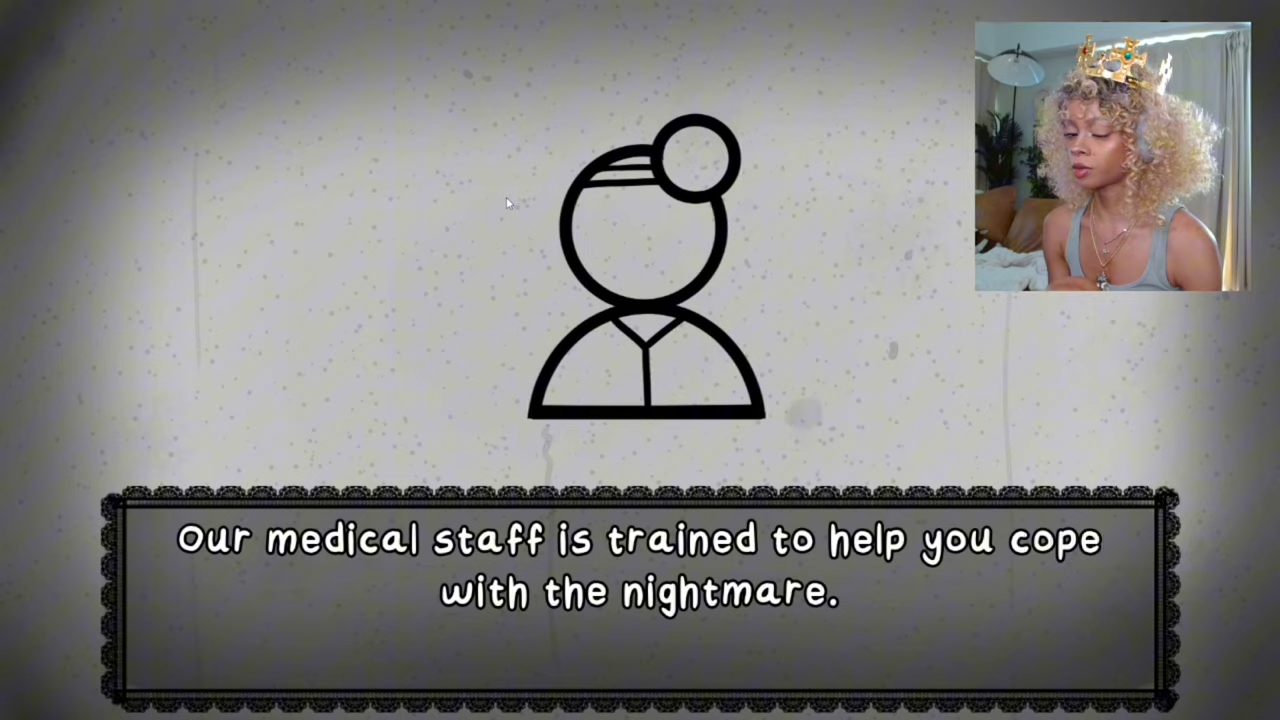 Our medical staff is trained to help you cope
with the nightmare.